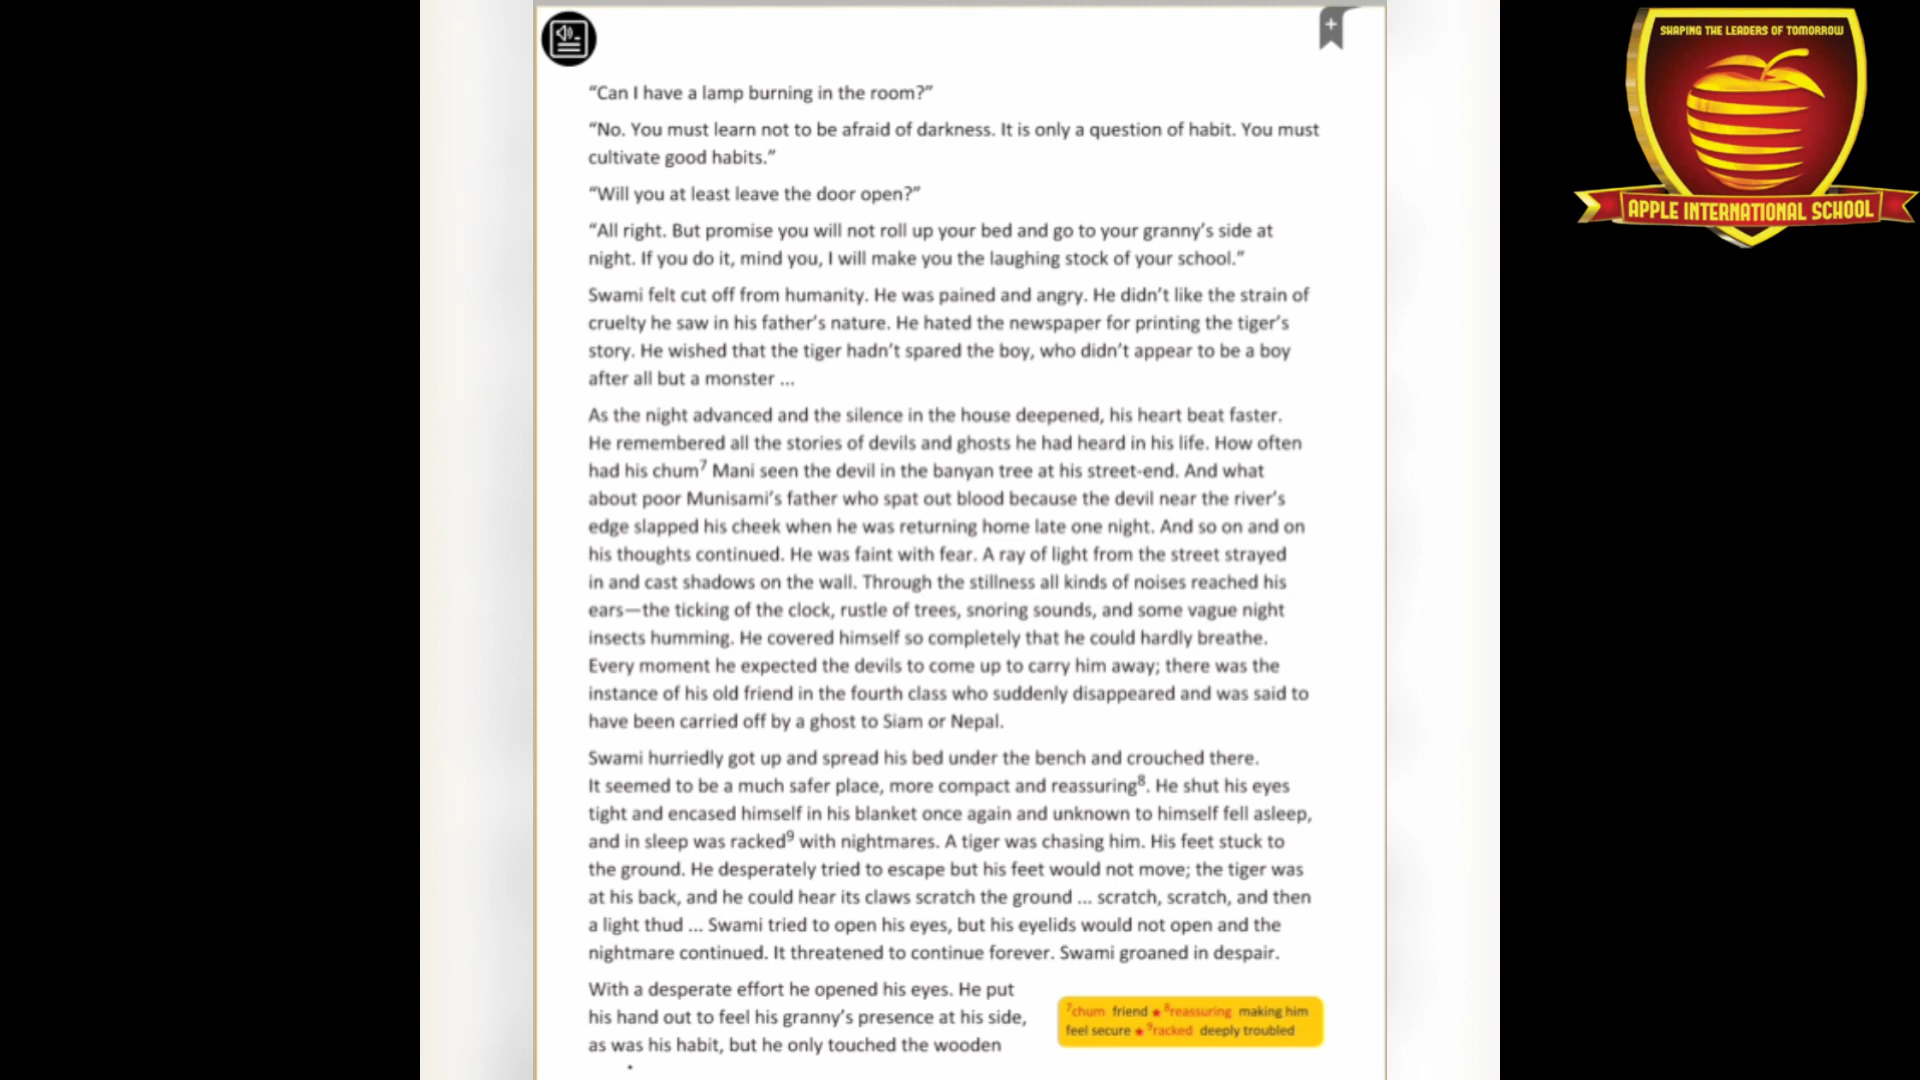 SHAPING THE LEADERS OF TOMORROW
APPLE INTERNATIONAL SCHOOL
“Can I have a lamp burning in the room?”
“No. You must learn not to be afraid of darkness. It is only a question of habit. You must
cultivate good habits.”
“Will you at least leave the door open?”
“All right. But promise you will not roll up your bed and go to your granny’s side at
night. If you do it, mind you, I will make you the laughing stock of your school.”
Swami felt cut off from humanity. He was pained and angry. He didn’t like the strain of
cruelty he saw in his father’s nature. He hated the newspaper for printing the tiger’s
story. He wished that the tiger hadn’t spared the boy, who didn’t appear to be a boy
after all but a monster ...
As the night advanced and the silence in the house deepened, his heart beat faster.
He remembered all the stories of devils and ghosts he had heard in his life. How often
had his chum⁷ Mani seen the devil in the banyan tree at his street-end. And what
about poor Munisami’s father who spat out blood because the devil near the river’s
edge slapped his cheek when he was returning home late one night. And so on and on
his thoughts continued. He was faint with fear. A ray of light from the street strayed
in and cast shadows on the wall. Through the stillness all kinds of noises reached his
ears—the ticking of the clock, rustle of trees, snoring sounds, and some vague night
insects humming. He covered himself so completely that he could hardly breathe.
Every moment he expected the devils to come up to carry him away; there was the
instance of his old friend in the fourth class who suddenly disappeared and was said to
have been carried off by a ghost to Siam or Nepal.
Swami hurriedly got up and spread his bed under the bench and crouched there.
It seemed to be a much safer place, more compact and reassuring⁸. He shut his eyes
tight and encased himself in his blanket once again and unknown to himself fell asleep,
and in sleep was racked⁹ with nightmares. A tiger was chasing him. His feet stuck to
the ground. He desperately tried to escape but his feet would not move; the tiger was
at his back, and he could hear its claws scratch the ground ... scratch, scratch, and then
a light thud ... Swami tried to open his eyes, but his eyelids would not open and the
nightmare continued. It threatened to continue forever. Swami groaned in despair.
With a desperate effort he opened his eyes. He put
his hand out to feel his granny’s presence at his side,
as was his habit, but he only touched the wooden
⁷chum friend ★ ⁸reassuring making him
feel secure ★ ⁹racked deeply troubled